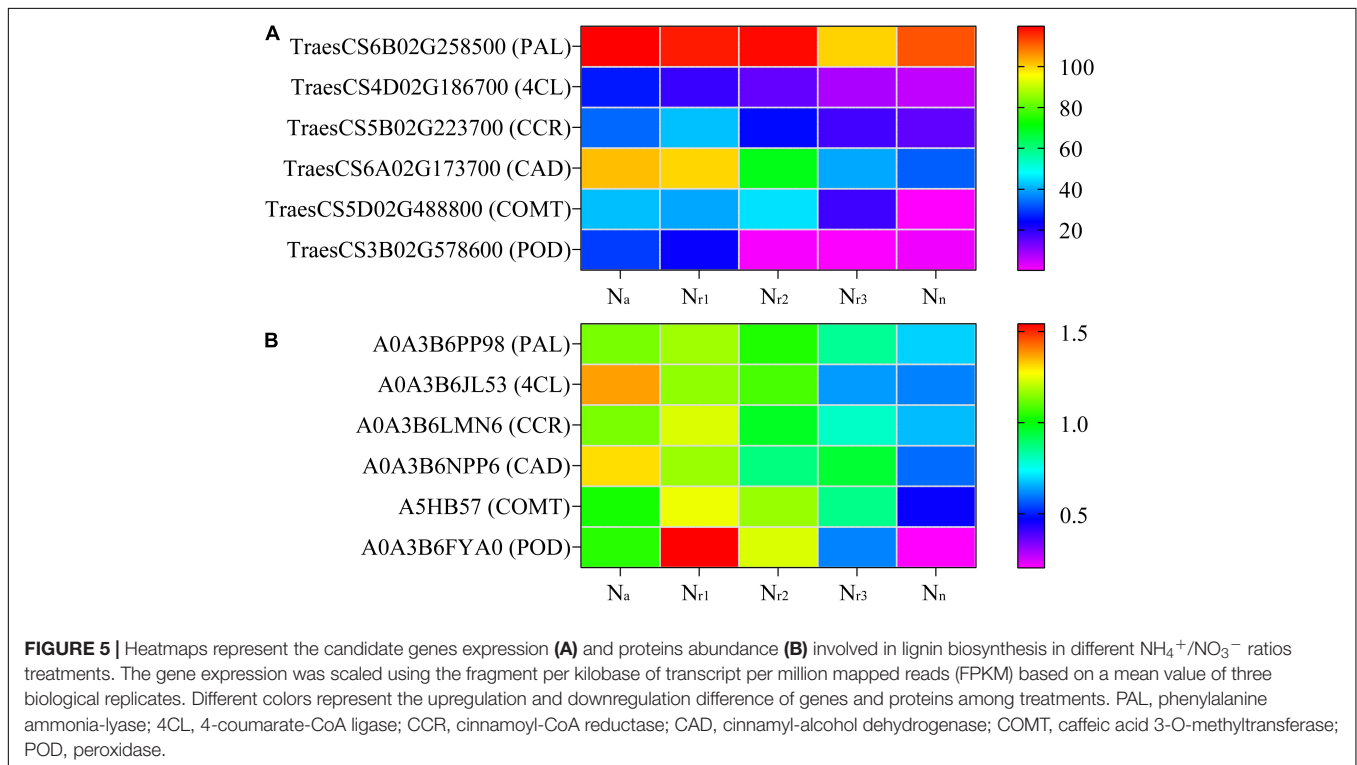 A
TraesCS6B02G258500 (PAL)
TraesCS4D02G186700 (4CL)
TraesCS5B02G223700 (CCR)
TraesCS6A02G173700 (CAD)
TraesCS5D02G488800 (COMT)
TraesCS3B02G578600 (POD)
Na Nr1 Nr2 Nr3 Nn
100
80
60
40
20
B
A0A3B6PP98 (PAL)
A0A3B6JL53 (4CL)
A0A3B6LMN6 (CCR)
A0A3B6NPP6 (CAD)
A5HB57 (COMT)
A0A3B6FYA0 (POD)
Na Nr1 Nr2 Nr3 Nn
1.5
1.0
0.5
FIGURE 5 | Heatmaps represent the candidate genes expression (A) and proteins abundance (B) involved in lignin biosynthesis in different NH₄⁺/NO₃⁻ ratios
treatments. The gene expression was scaled using the fragment per kilobase of transcript per million mapped reads (FPKM) based on a mean value of three
biological replicates. Different colors represent the upregulation and downregulation difference of genes and proteins among treatments. PAL, phenylalanine
ammonia-lyase; 4CL, 4-coumarate-CoA ligase; CCR, cinnamoyl-CoA reductase; CAD, cinnamyl-alcohol dehydrogenase; COMT, caffeic acid 3-O-methyltransferase;
POD, peroxidase.